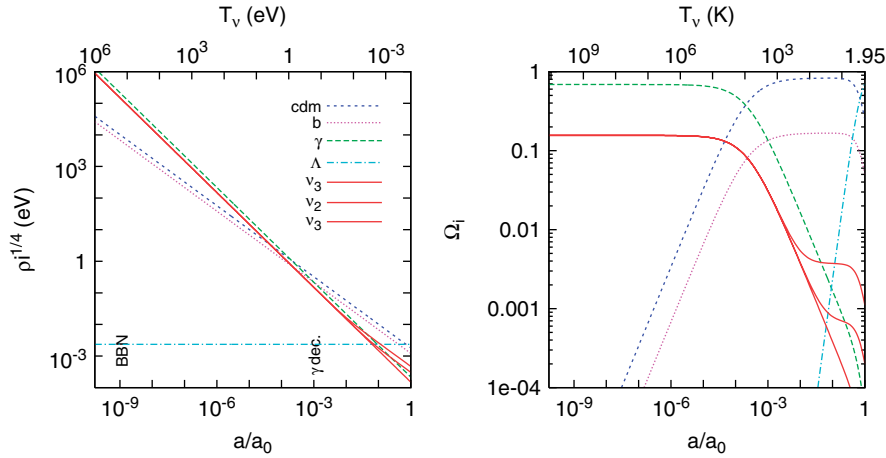 T_ν (eV)
10^6 10^3 1 10^-3
10^6
10^3
1
10^-3
ρi^1/4 (eV)
cdm
b
γ
Λ
ν_3
ν_2
ν_3
BBN
γdec.
10^-9 10^-6 10^-3 1
a/a_0
T_ν (K)
10^9 10^6 10^3 1.95
1
0.1
0.01
0.001
1e-04
Ω_i
10^-9 10^-6 10^-3 1
a/a_0